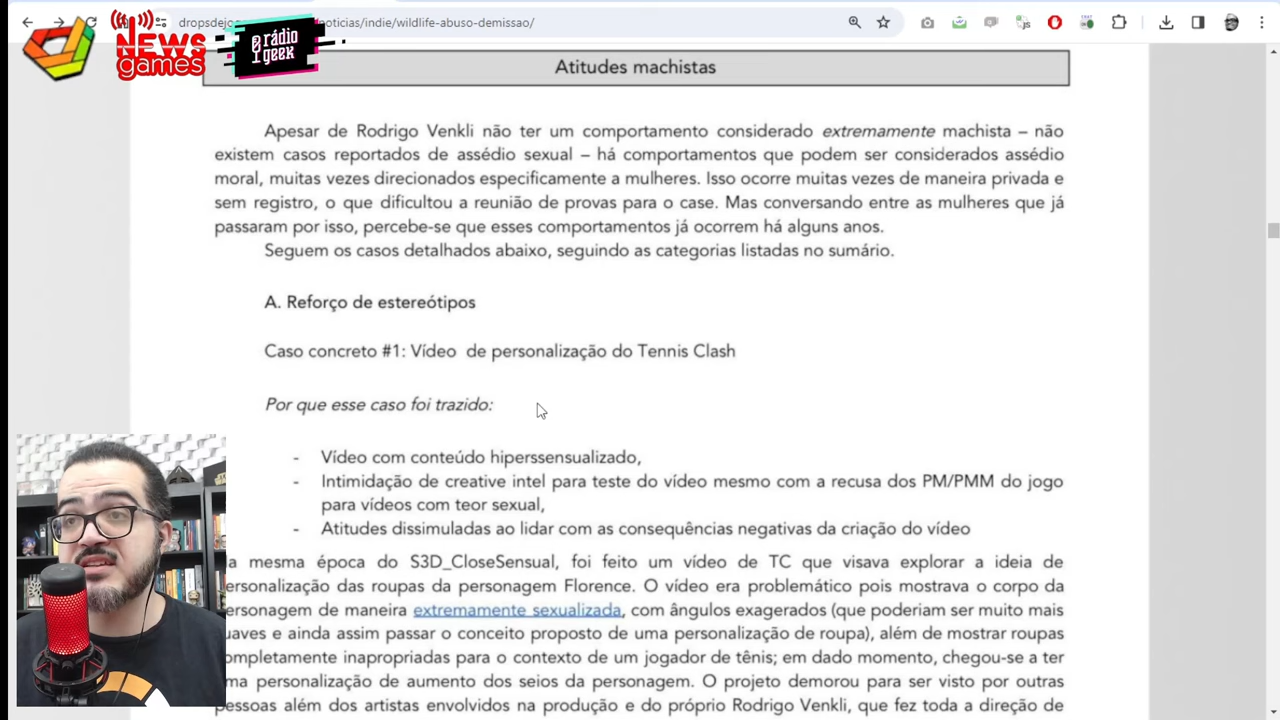 dropsdejo
noticias/indie/wildlife-abuso-demissao/
NEWS
games
rádio
geek
Atitudes machistas
Apesar de Rodrigo Venkli não ter um comportamento considerado extremamente machista – não
existem casos reportados de assédio sexual – há comportamentos que podem ser considerados assédio
moral, muitas vezes direcionados especificamente a mulheres. Isso ocorre muitas vezes de maneira privada e
sem registro, o que dificultou a reunião de provas para o case. Mas conversando entre as mulheres que já
passaram por isso, percebe-se que esses comportamentos já ocorrem há alguns anos.
Seguem os casos detalhados abaixo, seguindo as categorias listadas no sumário.
A. Reforço de estereótipos
Caso concreto #1: Vídeo de personalização do Tennis Clash
Por que esse caso foi trazido:
- Vídeo com conteúdo hiperssensualizado,
- Intimidação de creative intel para teste do vídeo mesmo com a recusa dos PM/PMM do jogo
para vídeos com teor sexual,
- Atitudes dissimuladas ao lidar com as consequências negativas da criação do vídeo
a mesma época do S3D_CloseSensual, foi feito um vídeo de TC que visava explorar a ideia de
ersonalização das roupas da personagem Florence. O vídeo era problemático pois mostrava o corpo da
ersonagem de maneira extremamente sexualizada, com ângulos exagerados (que poderiam ser muito mais
uaves e ainda assim passar o conceito proposto de uma personalização de roupa), além de mostrar roupas
ompletamente inapropriadas para o contexto de um jogador de tênis; em dado momento, chegou-se a ter
ma personalização de aumento dos seios da personagem. O projeto demorou para ser visto por outras
essoas além dos artistas envolvidos na produção e do próprio Rodrigo Venkli, que fez toda a direção de